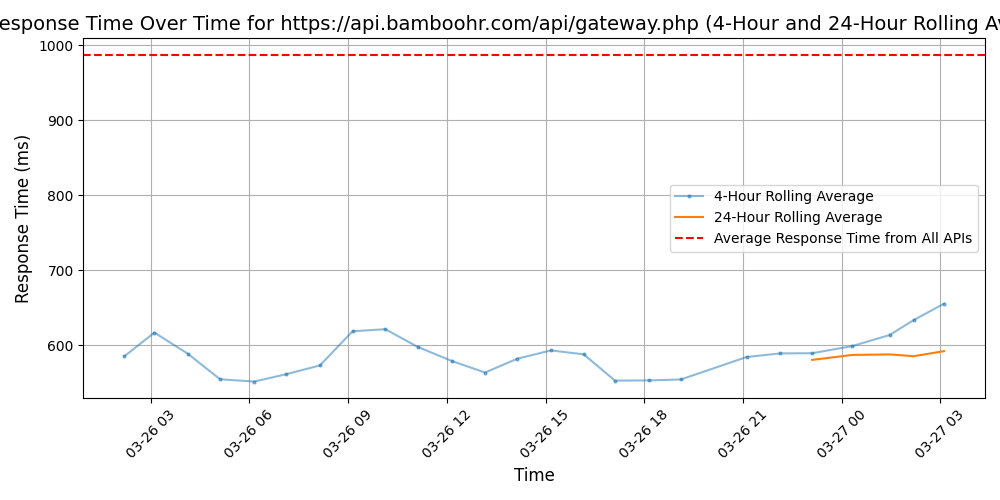 esponse Time Over Time for https://api.bamboohr.com/api/gateway.php (4-Hour and 24-Hour Rolling Av
Response Time (ms)
1000
900
800
700
600
4-Hour Rolling Average
24-Hour Rolling Average
Average Response Time from All APIs
03-26 03
03-26 06
03-26 09
03-26 12
03-26 15
03-26 18
03-26 21
03-27 00
03-27 03
Time